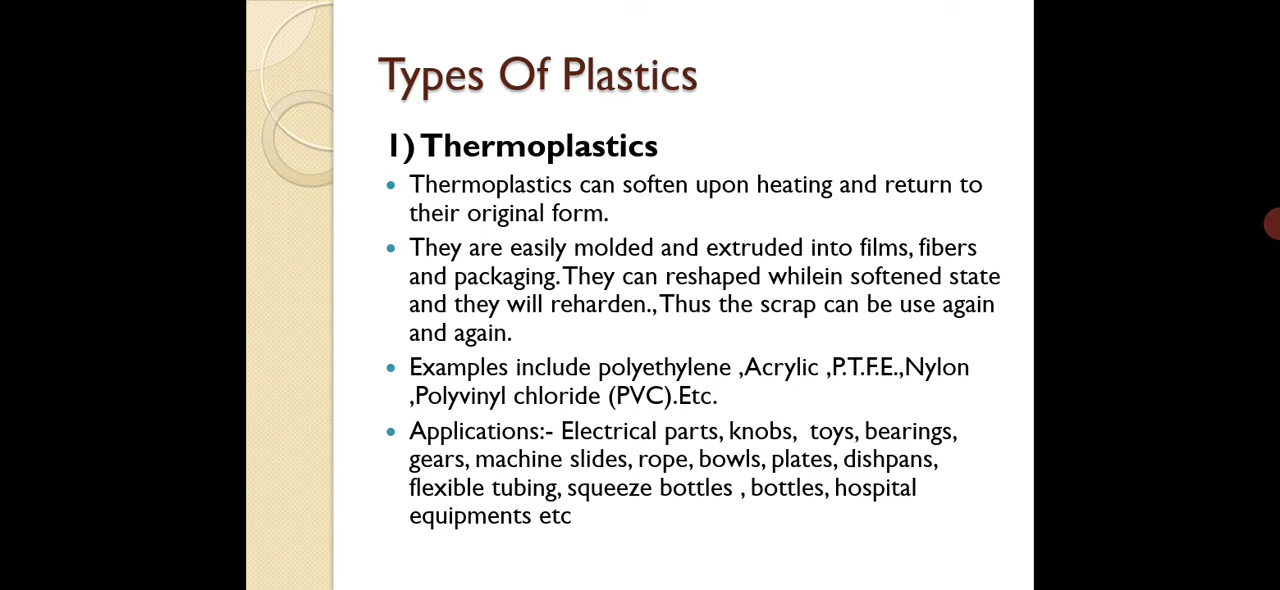 Types Of Plastics
1) Thermoplastics
• Thermoplastics can soften upon heating and return to
their original form.
• They are easily molded and extruded into films, fibers
and packaging. They can reshaped whilein softened state
and they will reharden., Thus the scrap can be use again
and again.
• Examples include polyethylene ,Acrylic ,P.T.F.E.,Nylon
,Polyvinyl chloride (PVC).Etc.
• Applications:- Electrical parts, knobs,  toys, bearings,
gears, machine slides, rope, bowls, plates, dishpans,
flexible tubing, squeeze bottles , bottles, hospital
equipments etc